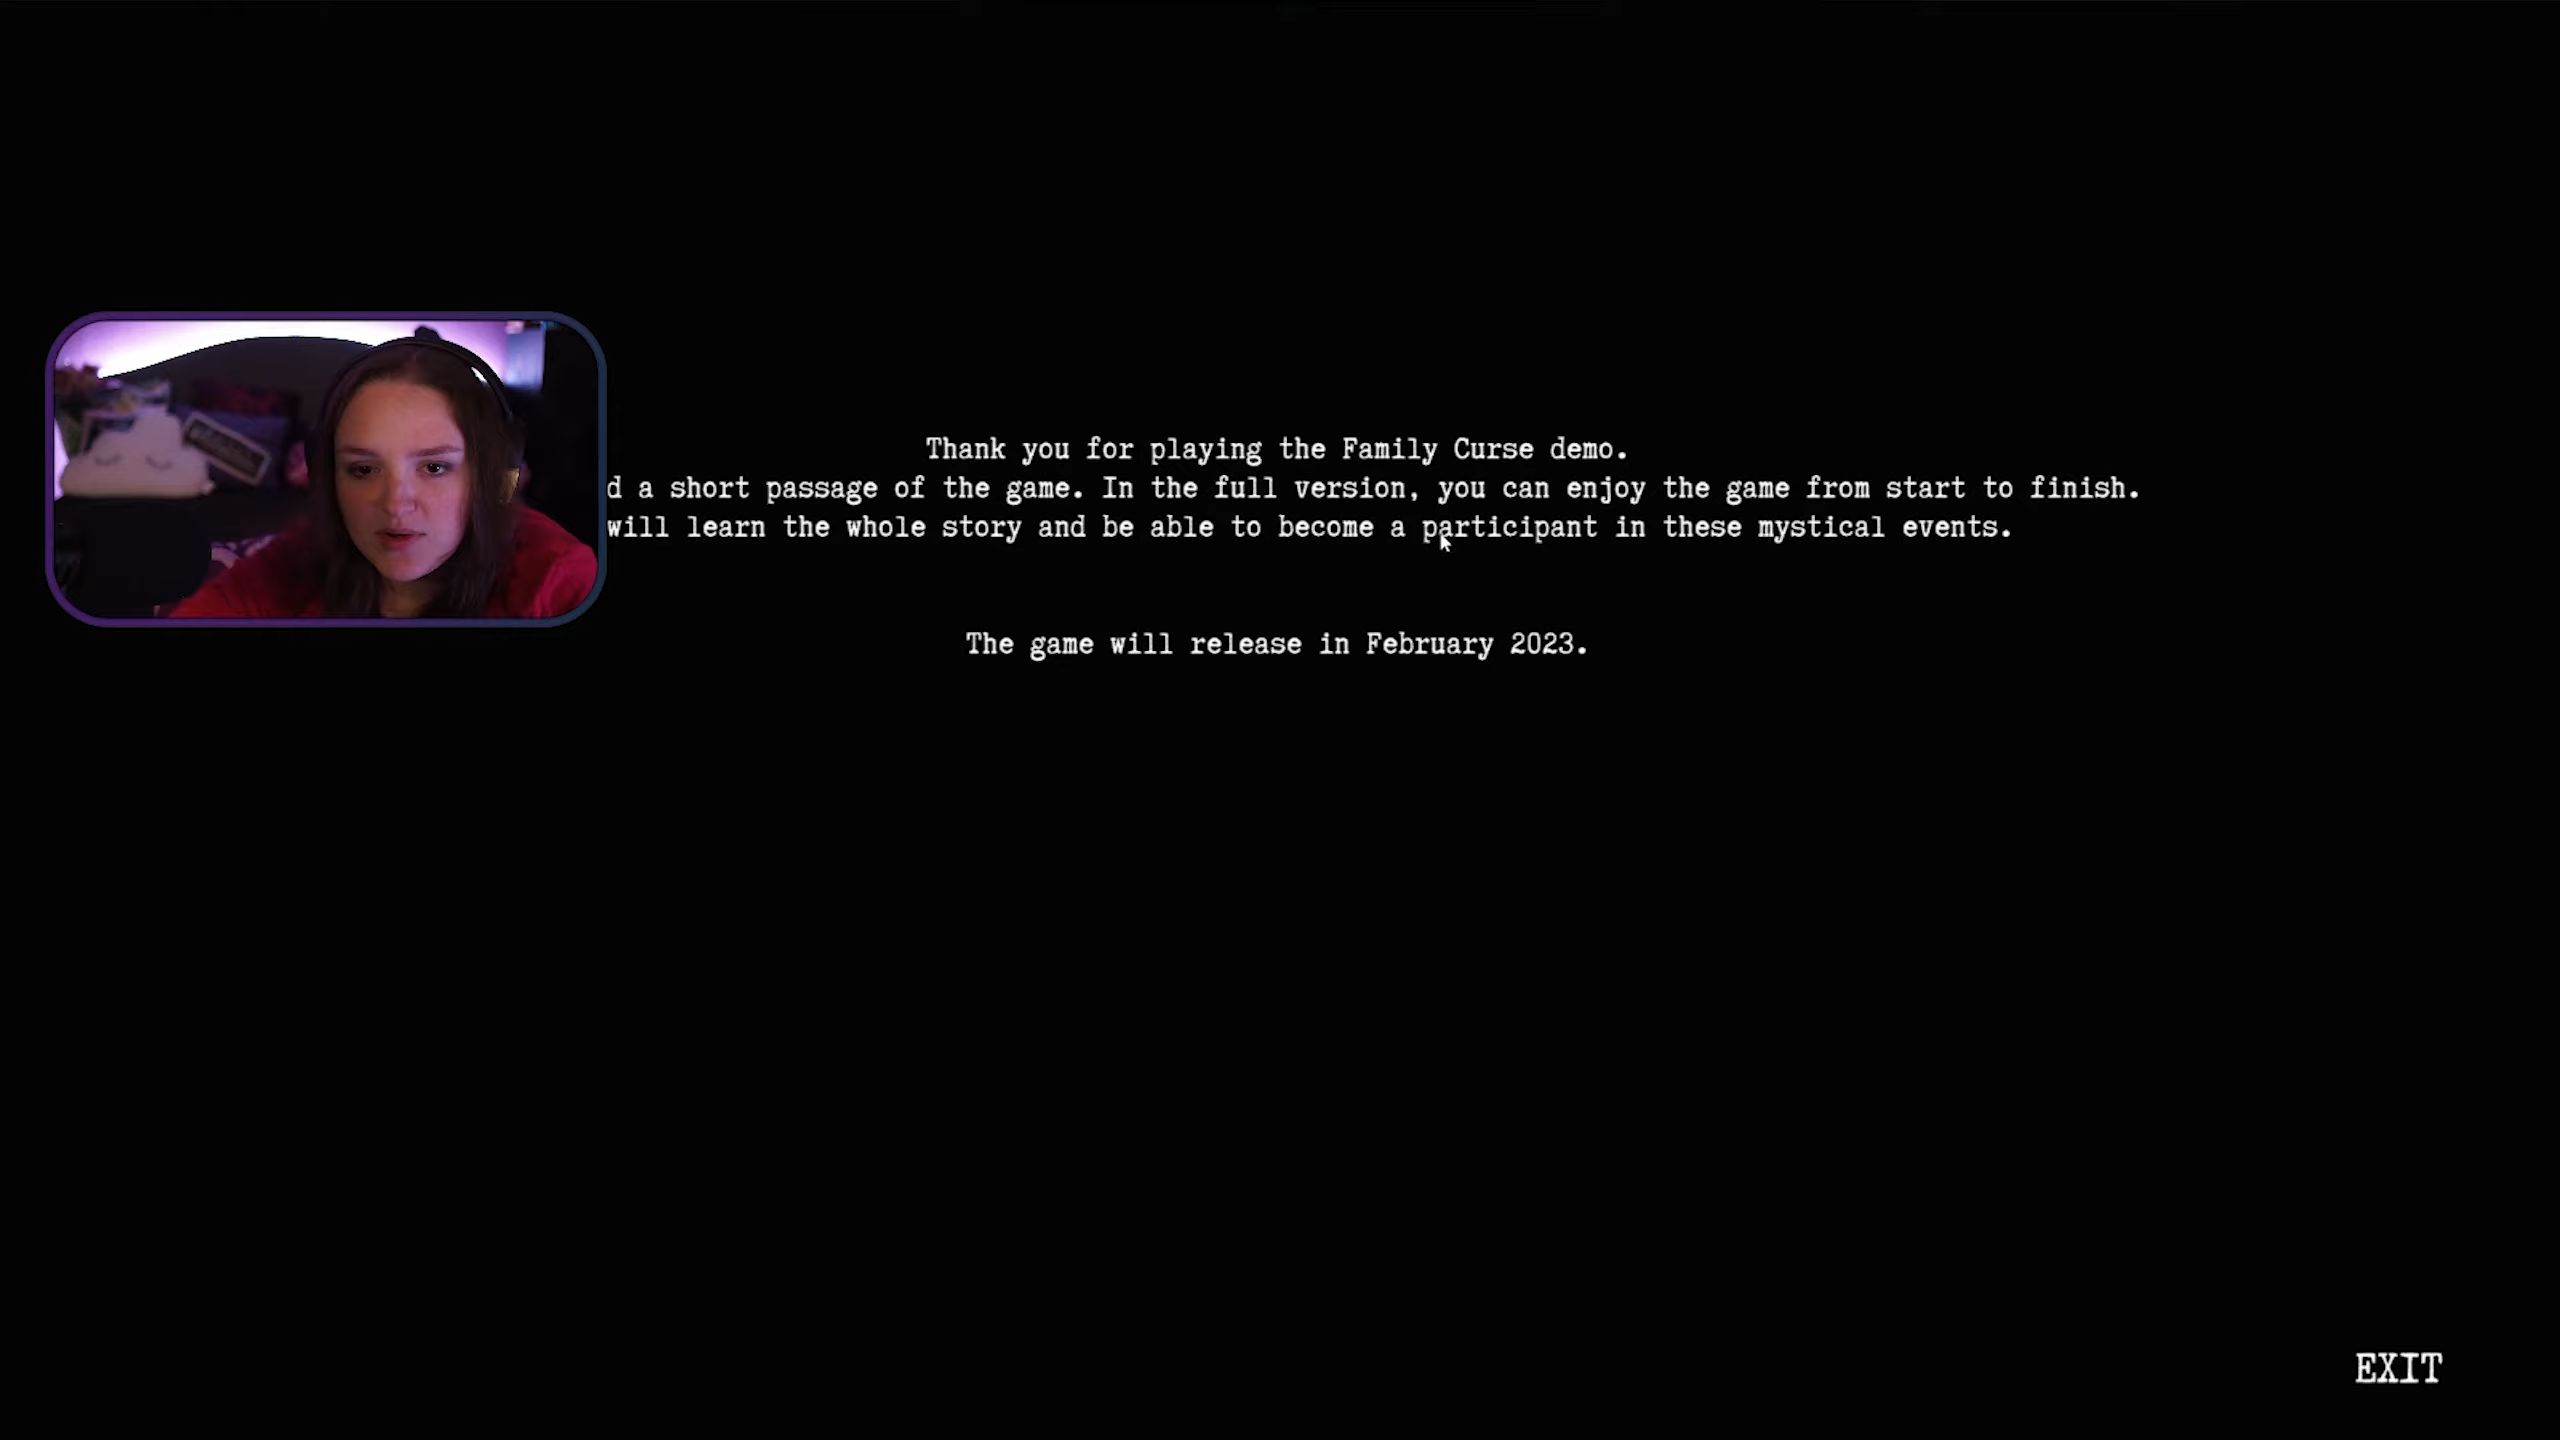 Thank you for playing the Family Curse demo.
d a short passage of the game. In the full version, you can enjoy the game from start to finish.
will learn the whole story and be able to become a participant in these mystical events.
The game will release in February 2023.
EXIT